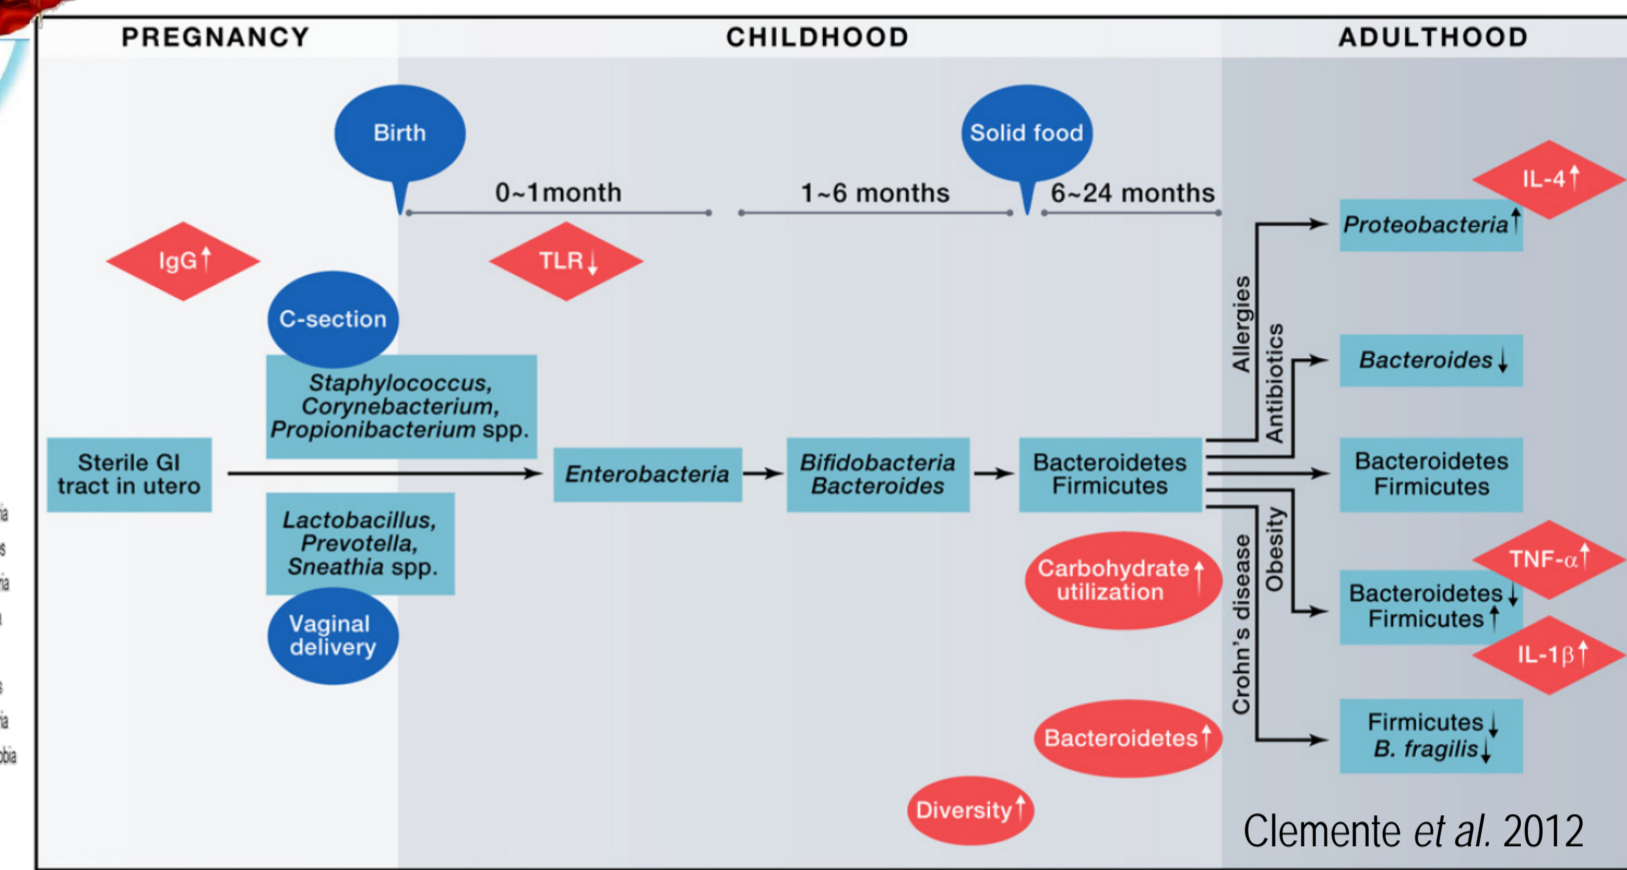 PREGNANCY
CHILDHOOD
ADULTHOOD
Birth
Solid food
0~1month
1~6 months
6~24 months
IL-4↑
Proteobacteria↑
IgG↑
TLR↓
C-section
Staphylococcus,
Corynebacterium,
Propionibacterium spp.
Allergies
Antibiotics
Bacteroides↓
Sterile GI
tract in utero
Enterobacteria
Bifidobacteria
Bacteroides
Bacteroidetes
Firmicutes
Bacteroidetes
Firmicutes
Lactobacillus,
Prevotella,
Sneathia spp.
Vaginal
delivery
Carbohydrate↑
utilization
Crohn's disease
Obesity
TNF-α↑
Bacteroidetes↓
Firmicutes↑
IL-1β↑
Bacteroidetes↑
Firmicutes↓
B. fragilis↓
Diversity↑
Clemente et al. 2012